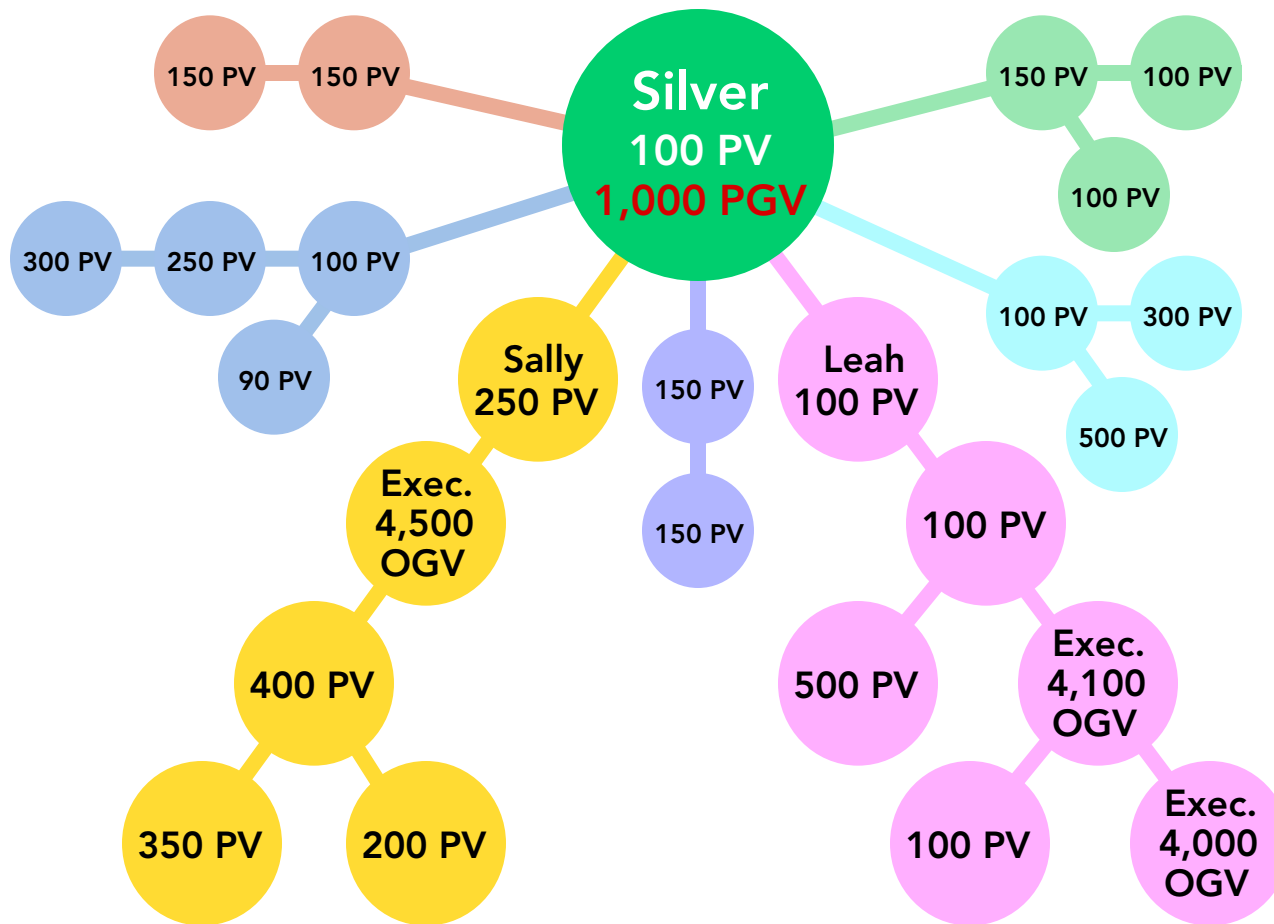 150 PV
150 PV
Silver
100 PV
1,000 PGV
150 PV
100 PV
100 PV
300 PV
250 PV
100 PV
90 PV
100 PV
300 PV
500 PV
Sally
250 PV
150 PV
Leah
100 PV
Exec.
4,500
OGV
150 PV
100 PV
400 PV
500 PV
Exec.
4,100
OGV
350 PV
200 PV
100 PV
Exec.
4,000
OGV